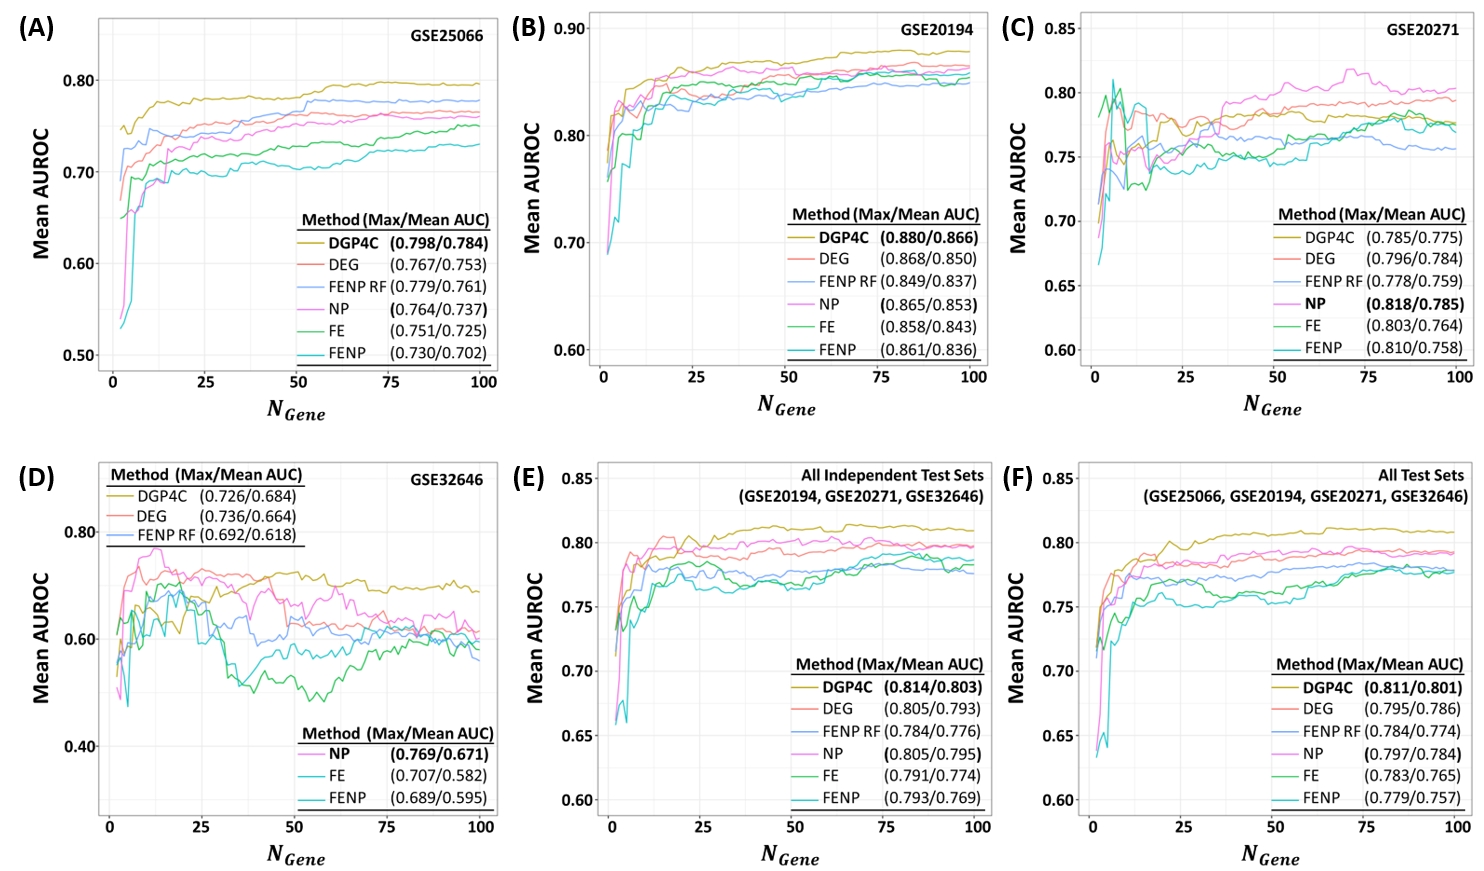 (A)
GSE25066
Mean AUROC
0.80
0.70
0.60
0.50
Method (Max/Mean AUC)
DGP4C (0.798/0.784)
DEG (0.767/0.753)
FENP RF (0.779/0.761)
NP (0.764/0.737)
FE (0.751/0.725)
FENP (0.730/0.702)
0 25 50 75 100
N Gene
(B)
GSE20194
Mean AUROC
0.90
0.80
0.70
0.60
Method (Max/Mean AUC)
DGP4C (0.880/0.866)
DEG (0.868/0.850)
FENP RF (0.849/0.837)
NP (0.865/0.853)
FE (0.858/0.843)
FENP (0.861/0.836)
0 25 50 75 100
N Gene
(C)
GSE20271
Mean AUROC
0.85
0.80
0.75
0.70
0.65
0.60
Method (Max/Mean AUC)
DGP4C (0.785/0.775)
DEG (0.796/0.784)
FENP RF (0.778/0.759)
NP (0.818/0.785)
FE (0.803/0.764)
FENP (0.810/0.758)
0 25 50 75 100
N Gene
(D)
Method (Max/Mean AUC)
DGP4C (0.726/0.684)
DEG (0.736/0.664)
FENP RF (0.692/0.618)
GSE32646
Mean AUROC
0.80
0.60
0.40
Method (Max/Mean AUC)
NP (0.769/0.671)
FE (0.707/0.582)
FENP (0.689/0.595)
0 25 50 75 100
N Gene
(E)
All Independent Test Sets
(GSE20194, GSE20271, GSE32646)
Mean AUROC
0.85
0.80
0.75
0.70
0.65
0.60
Method (Max/Mean AUC)
DGP4C (0.814/0.803)
DEG (0.805/0.793)
FENP RF (0.784/0.776)
NP (0.805/0.795)
FE (0.791/0.774)
FENP (0.793/0.769)
0 25 50 75 100
N Gene
(F)
All Test Sets
(GSE25066, GSE20194, GSE20271, GSE32646)
Mean AUROC
0.85
0.80
0.75
0.70
0.65
0.60
Method (Max/Mean AUC)
DGP4C (0.811/0.801)
DEG (0.795/0.786)
FENP RF (0.784/0.774)
NP (0.797/0.784)
FE (0.783/0.765)
FENP (0.779/0.757)
0 25 50 75 100
N Gene